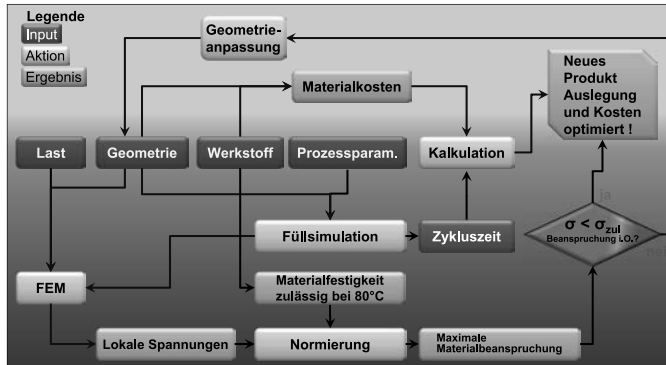 Legende
Input
Aktion
Ergebnis
Geometrie-
anpassung
Materialkosten
Neues
Produkt
Auslegung
und Kosten
optimiert !
Last
Geometrie
Werkstoff
Prozessparam.
Kalkulation
Füllsimulation
Zykluszeit
ja
σ < σzul
Beanspruchung i.O.?
FEM
Materialfestigkeit
zulässig bei 80°C
Lokale Spannungen
Normierung
Maximale
Materialbeanspruchung